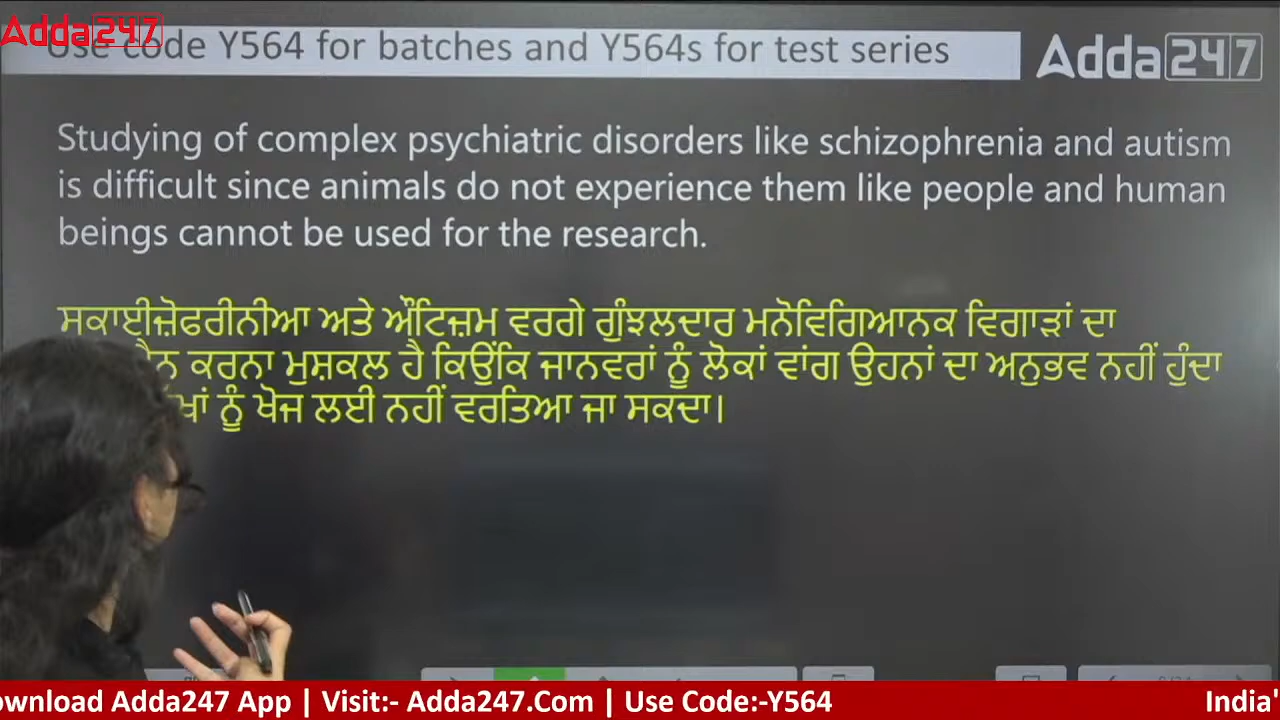 Adda247
Use code Y564 for batches and Y564s for test series
Adda247
Studying of complex psychiatric disorders like schizophrenia and autism
is difficult since animals do not experience them like people and human
beings cannot be used for the research.
ਸਕਾਈਜ਼ੋਫਰੀਨੀਆ ਅਤੇ ਔਟਿਜ਼ਮ ਵਰਗੇ ਗੁੰਝਲਦਾਰ ਮਨੋਵਿਗਿਆਨਕ ਵਿਗਾੜਾਂ ਦਾ
ਕਰਨਾ ਮੁਸ਼ਕਲ ਹੈ ਕਿਉਂਕਿ ਜਾਨਵਰਾਂ ਨੂੰ ਲੋਕਾਂ ਵਾਂਗ ਉਹਨਾਂ ਦਾ ਅਨੁਭਵ ਨਹੀਂ ਹੁੰਦਾ
ਨੂੰ ਖੋਜ ਲਈ ਨਹੀਂ ਵਰਤਿਆ ਜਾ ਸਕਦਾ।
ownload Adda247 App | Visit:- Adda247.Com | Use Code:-Y564 India'